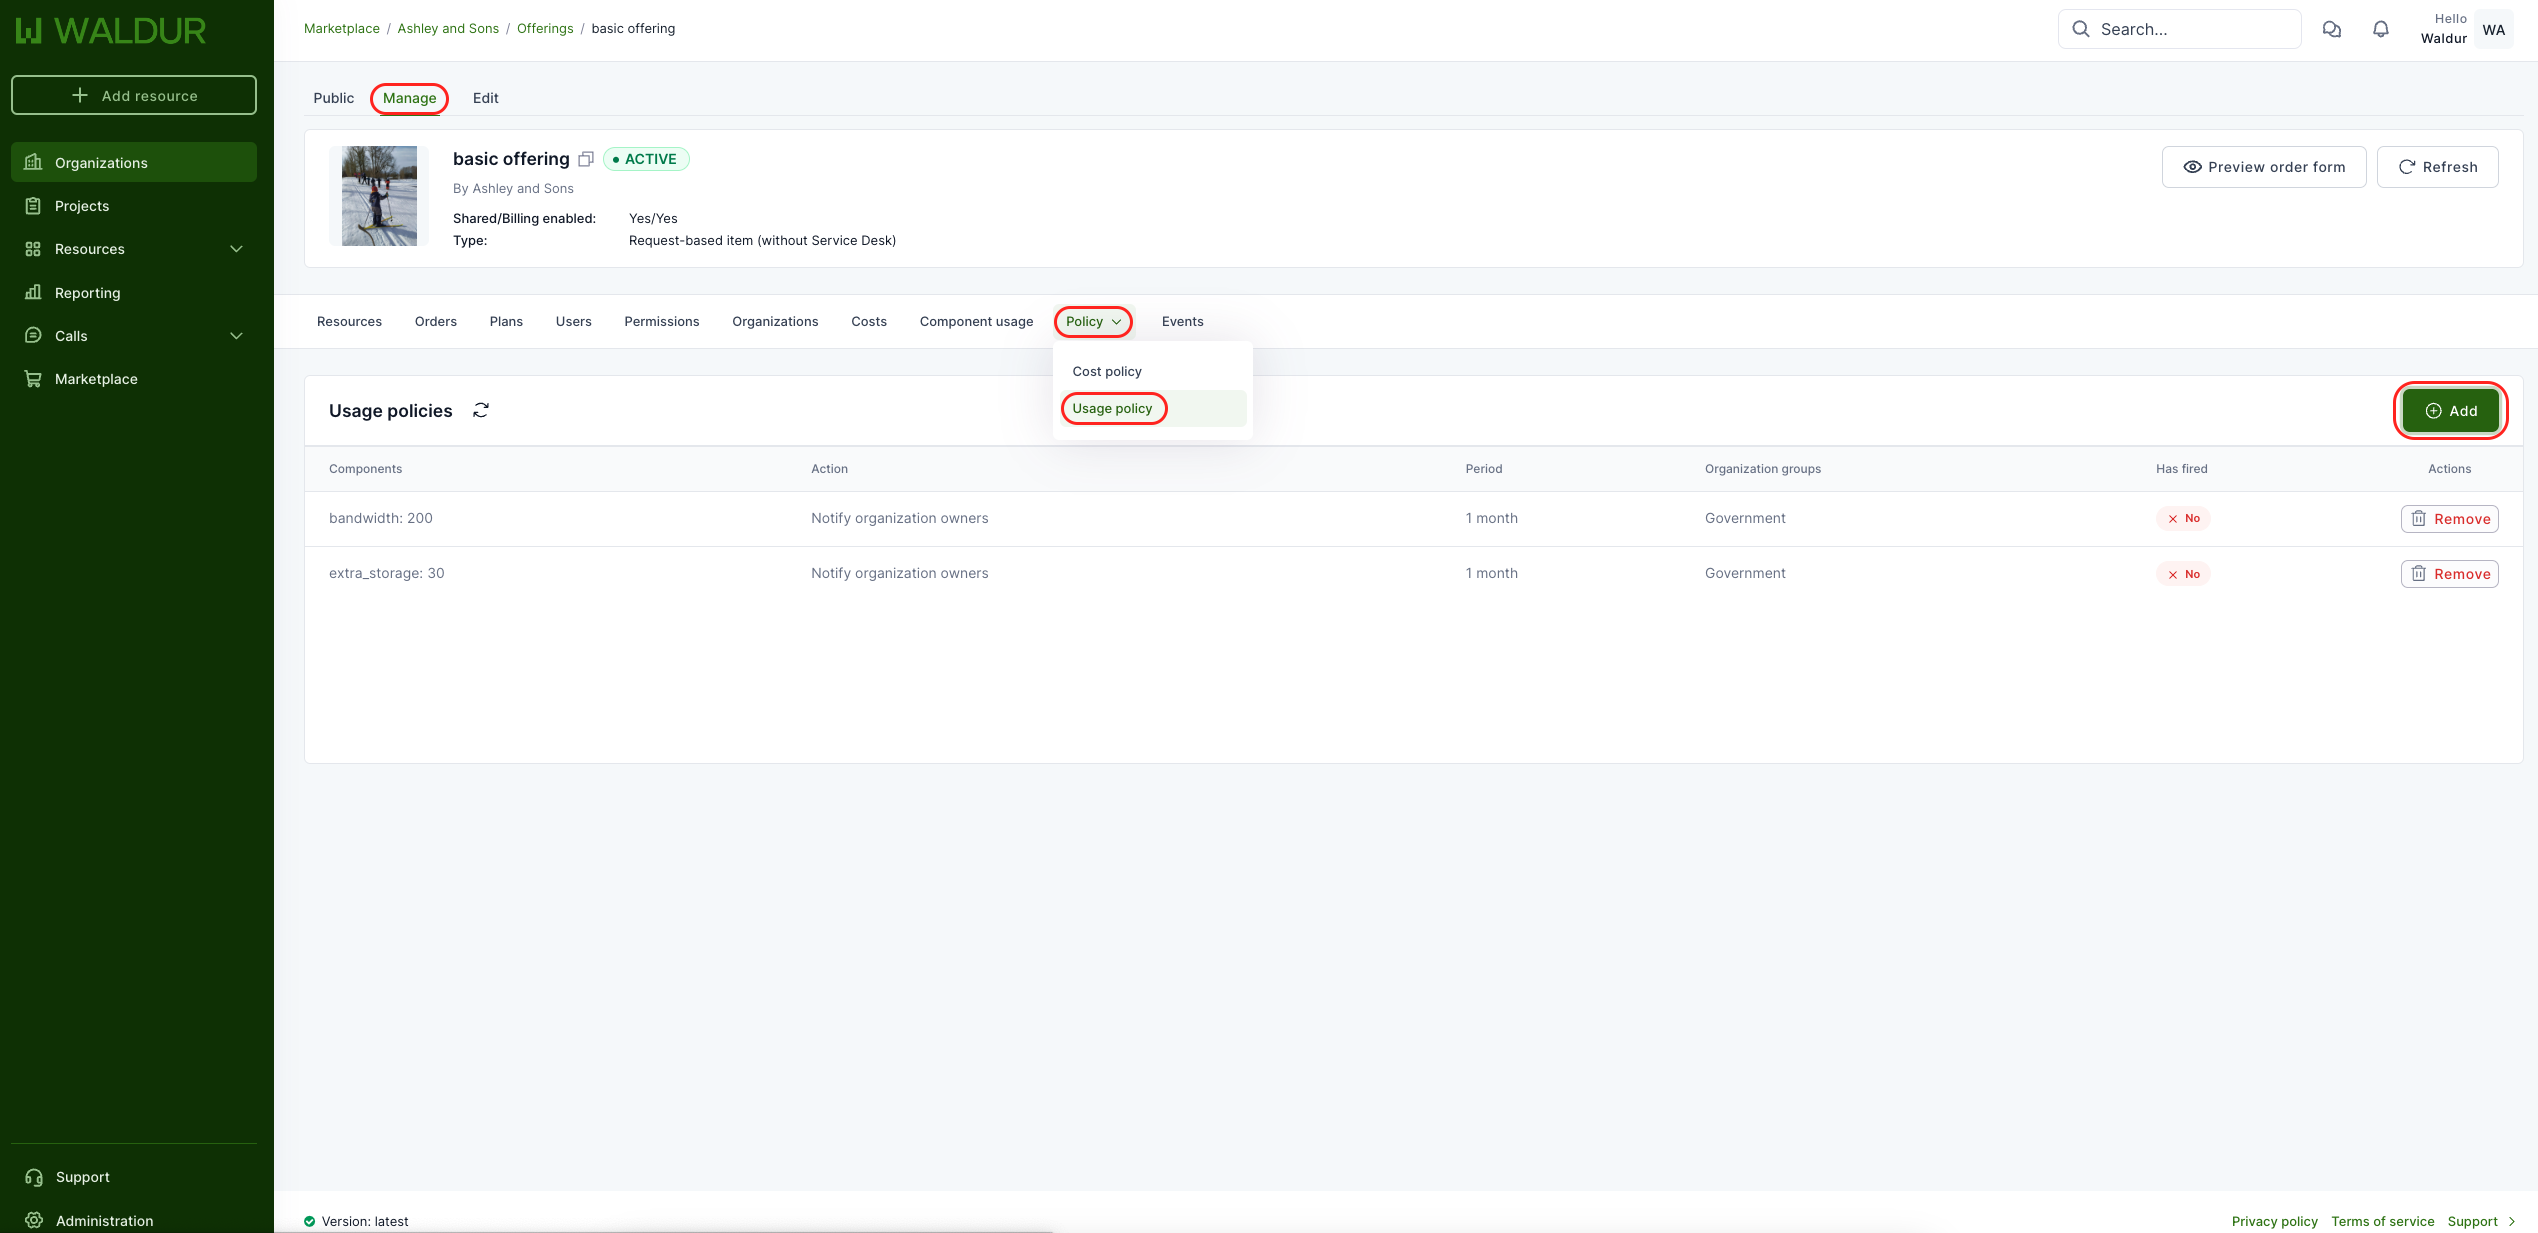 WALDUR
Add resource
Organizations
Projects
Resources
Reporting
Calls
Marketplace
Support
Administration
Marketplace / Ashley and Sons / Offerings / basic offering
Search...
Hello
Waldur
WA
Public Manage Edit
basic offering ACTIVE
By Ashley and Sons
Shared/Billing enabled: Yes/Yes
Type: Request-based item (without Service Desk)
Preview order form
Refresh
Resources Orders Plans Users Permissions Organizations Costs Component usage Policy Events
Cost policy
Usage policy
Usage policies
Add
Components Action Period Organization groups Has fired Actions
bandwidth: 200 Notify organization owners 1 month Government No Remove
extra_storage: 30 Notify organization owners 1 month Government No Remove
Version: latest
Privacy policy Terms of service Support